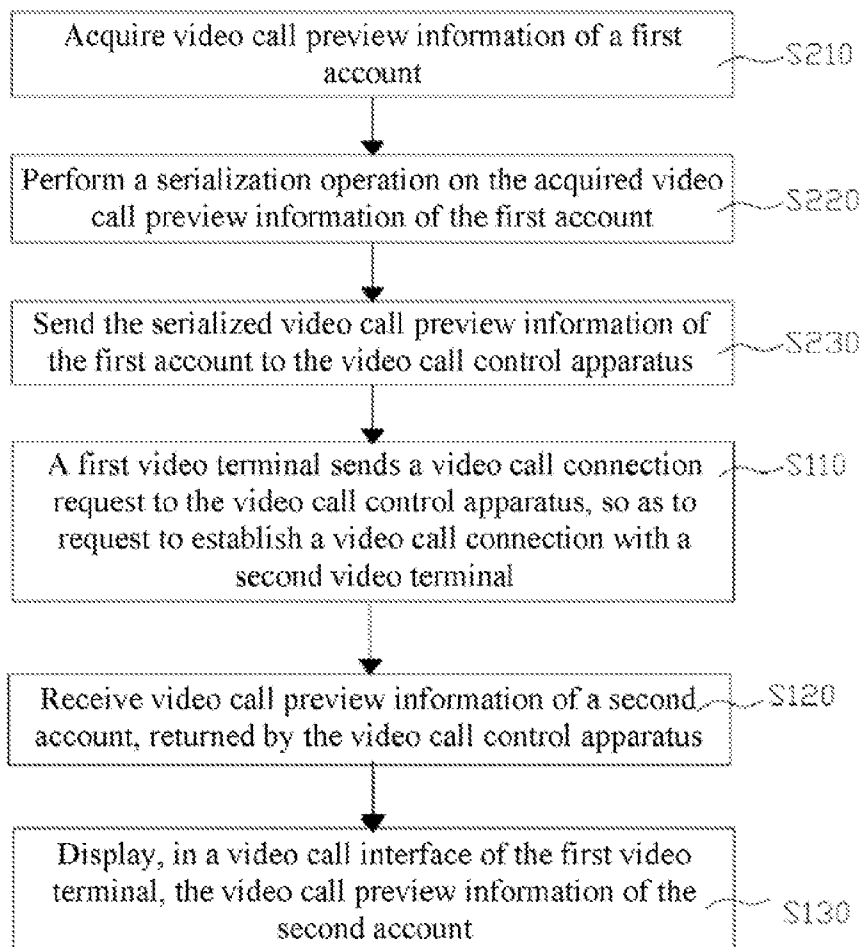 Acquire video call preview information of a first
account
S210
Perform a serialization operation on the acquired video
call preview information of the first account
S220
Send the serialized video call preview information of
the first account to the video call control apparatus
S230
A first video terminal sends a video call connection
request to the video call control apparatus, so as to
request to establish a video call connection with a
second video terminal
S110
Receive video call preview information of a second
account, returned by the video call control apparatus
S120
Display, in a video call interface of the first video
terminal, the video call preview information of the
second account
S130